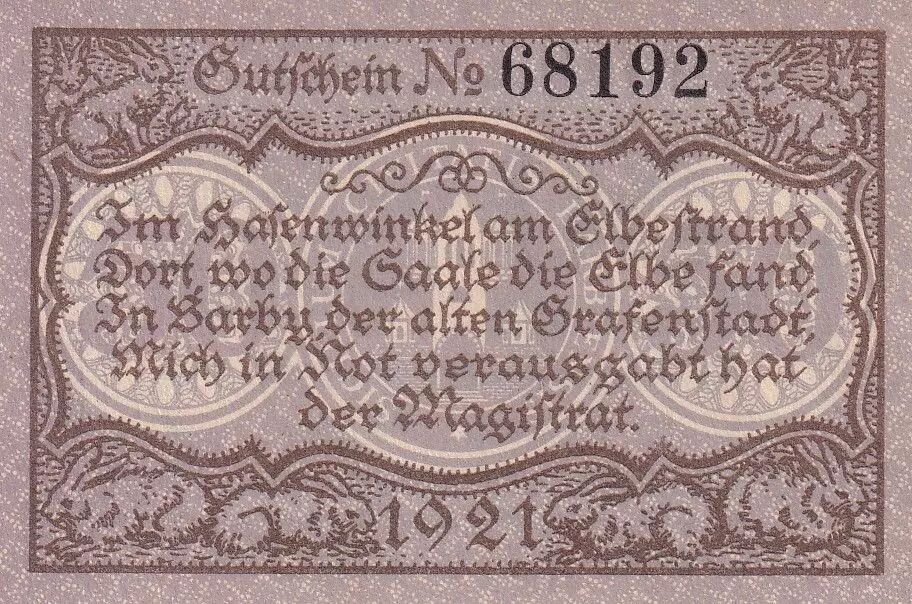 Gutschein No 68192
Im Hasenwinkel am Elbestrand,
Dort wo die Saale die Elbe fand,
In Barby, der alten Grafenstadt,
Mich in Not verausgabt hat
der Magistrat.
1921